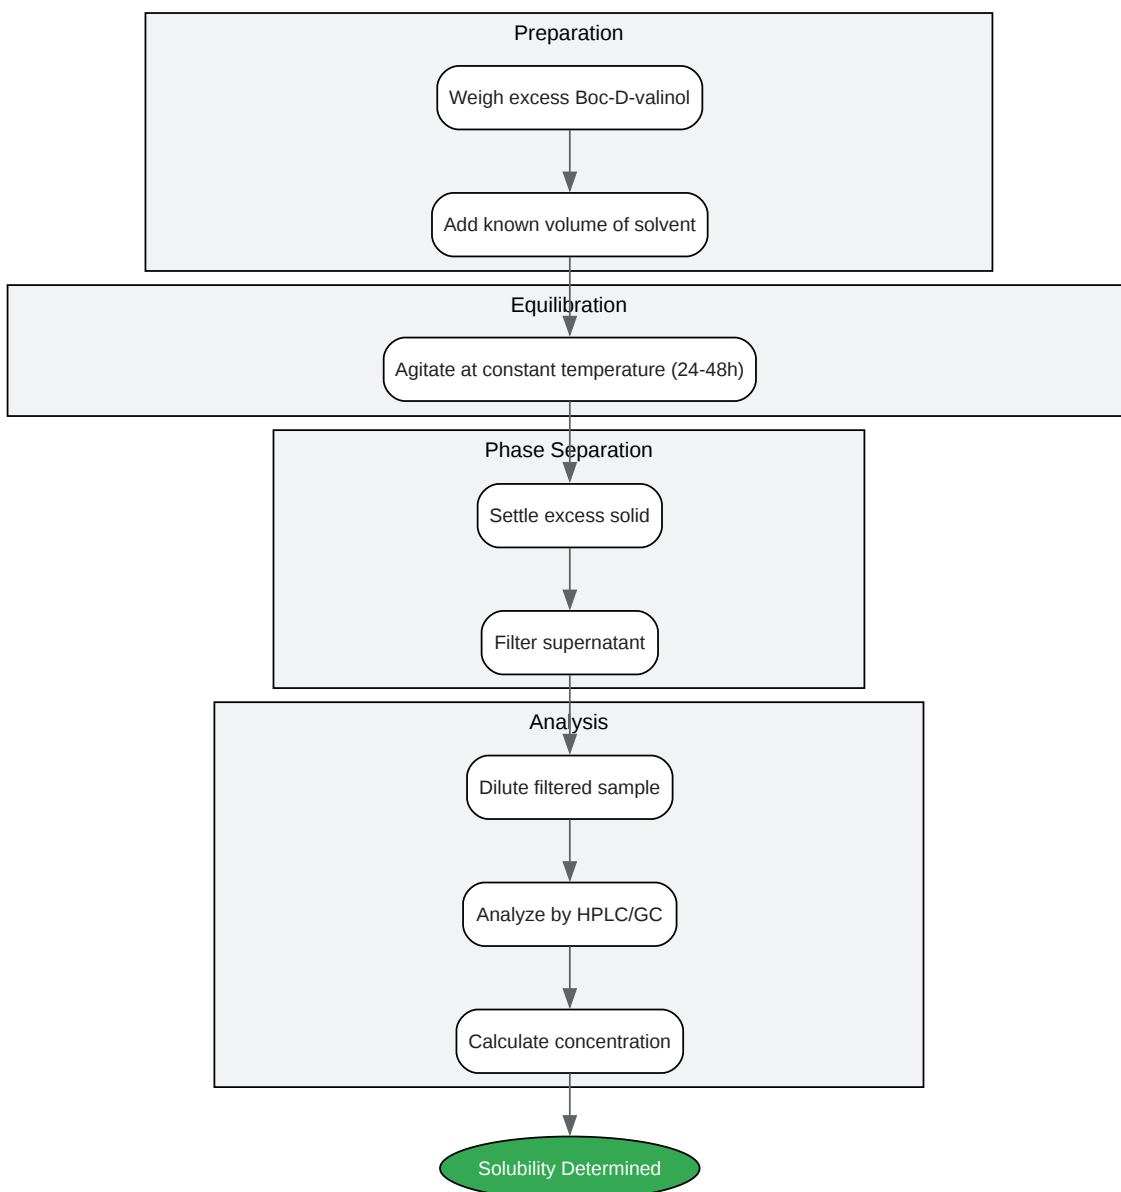 Preparation
Weigh excess Boc-D-valinol
Add known volume of solvent
Equilibration
Agitate at constant temperature (24-48h)
Phase Separation
Settle excess solid
Filter supernatant
Analysis
Dilute filtered sample
Analyze by HPLC/GC
Calculate concentration
Solubility Determined